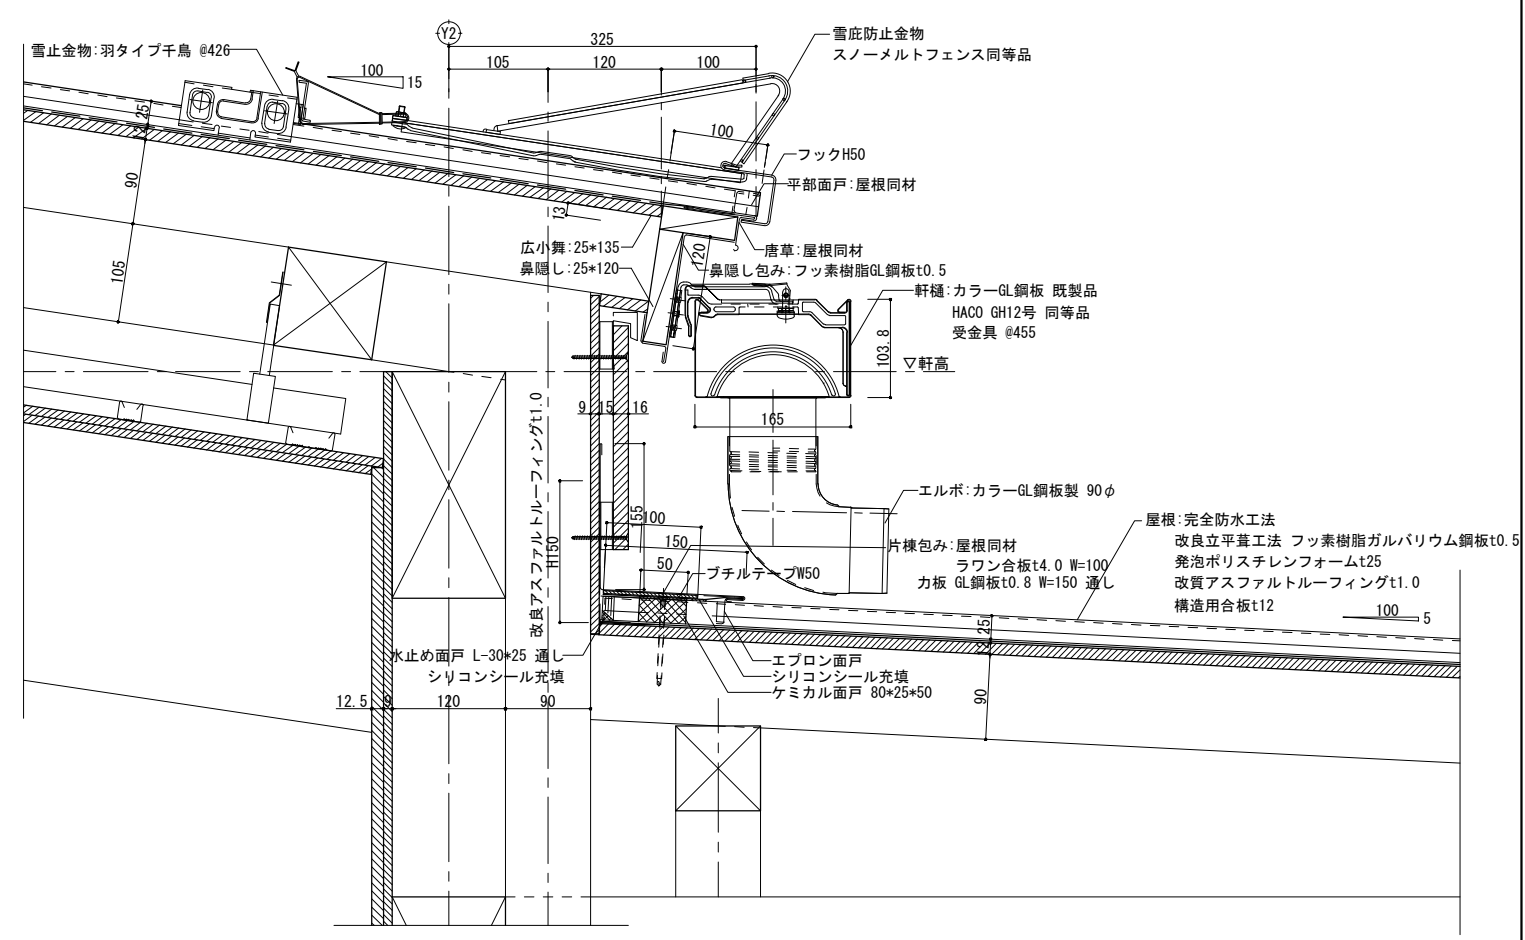 Y2
325
105
120
100
雪止金物:羽タイプ千鳥 @426
100
15
雪庇防止金物
スノーメルトフェンス同等品
100
フックH50
平部面戸:屋根同材
25
12
90
105
13
広小舞:25*135
鼻隠し:25*120
120
唐草:屋根同材
鼻隠し包み:フッ素樹脂GL鋼板t0.5
軒樋:カラーGL鋼板 既製品
HACO GH12号 同等品
受金具 @455
103.8
▽軒高
165
9
15
16
改良アスファルトルーフィングt1.0
H150
155
100
150
50
ブチルテープW50
エルボ:カラーGL鋼板製 90φ
片棟包み:屋根同材
ラワン合板t4.0 W=100
力板 GL鋼板t0.8 W=150 通し
屋根:完全防水工法
改良立平葺工法 フッ素樹脂ガルバリウム鋼板t0.5
発泡ポリスチレンフォームt25
改質アスファルトルーフィングt1.0
構造用合板t12
100
5
25
12
90
水止め面戸 L-30*25 通し
シリコンシール充填
エプロン面戸
シリコンシール充填
ケミカル面戸 80*25*50
12.5
9
120
90